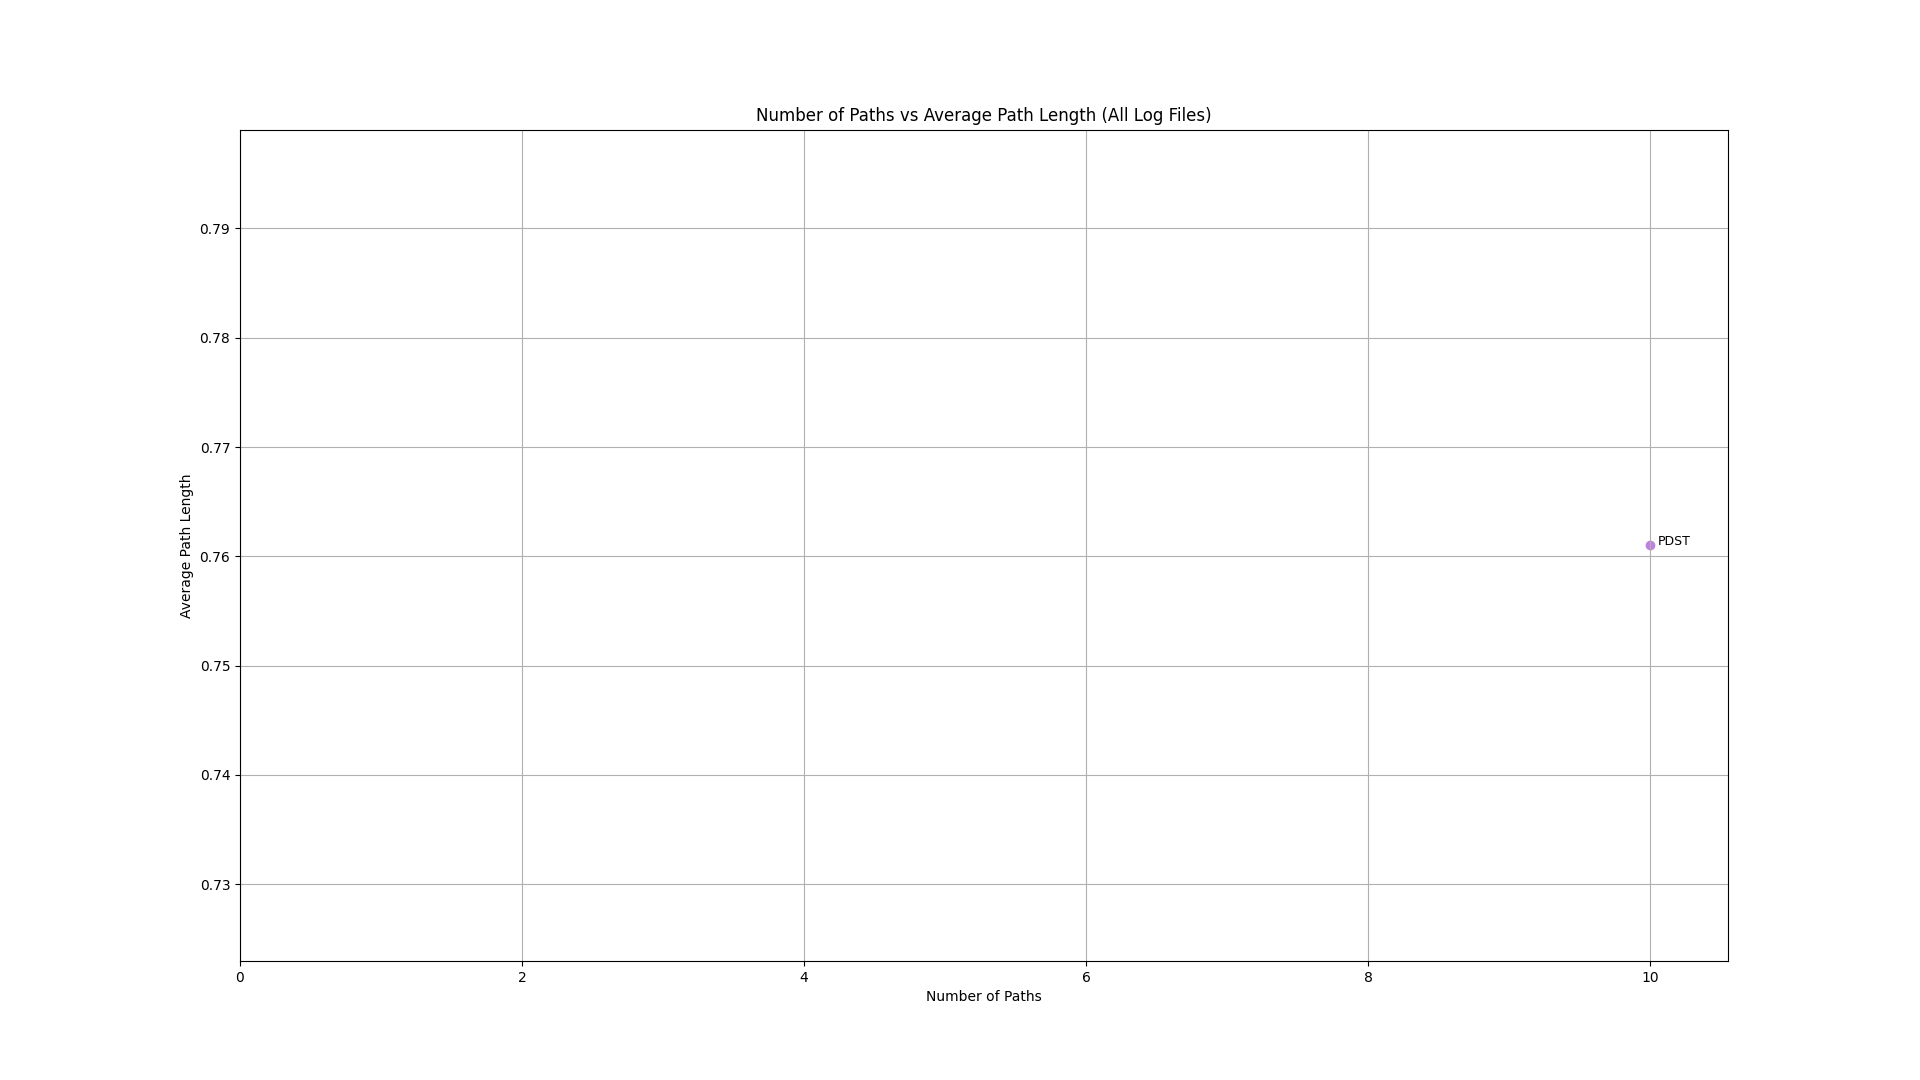 Number of Paths vs Average Path Length (All Log Files)
0.79
0.78
0.77
0.76
0.75
0.74
0.73
Average Path Length
PDST
0 2 4 6 8 10
Number of Paths